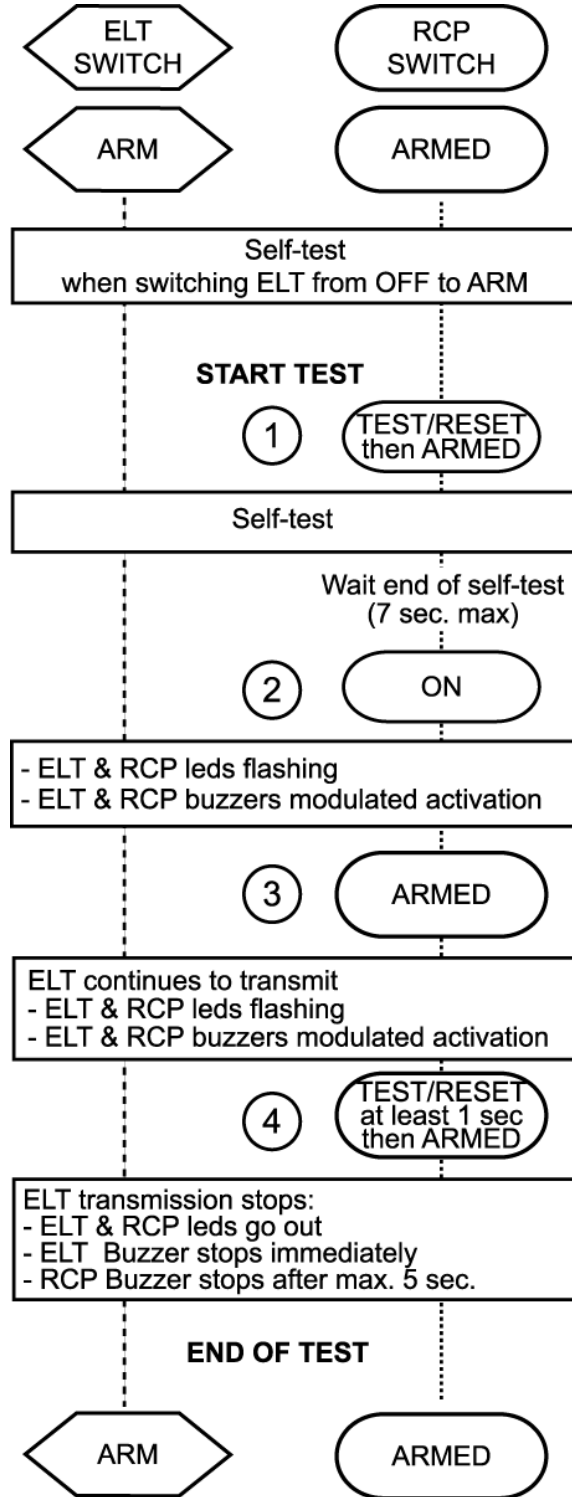 ELT
SWITCH
RCP
SWITCH
ARM
ARMED
Self-test
when switching ELT from OFF to ARM
START TEST
1
TEST/RESET
then ARMED
Self-test
Wait end of self-test
(7 sec. max)
2
ON
- ELT & RCP leds flashing
- ELT & RCP buzzers modulated activation
3
ARMED
ELT continues to transmit
- ELT & RCP leds flashing
- ELT & RCP buzzers modulated activation
4
TEST/RESET
at least 1 sec
then ARMED
ELT transmission stops:
- ELT & RCP leds go out
- ELT  Buzzer stops immediately
- RCP Buzzer stops after max. 5 sec.
END OF TEST
ARM
ARMED